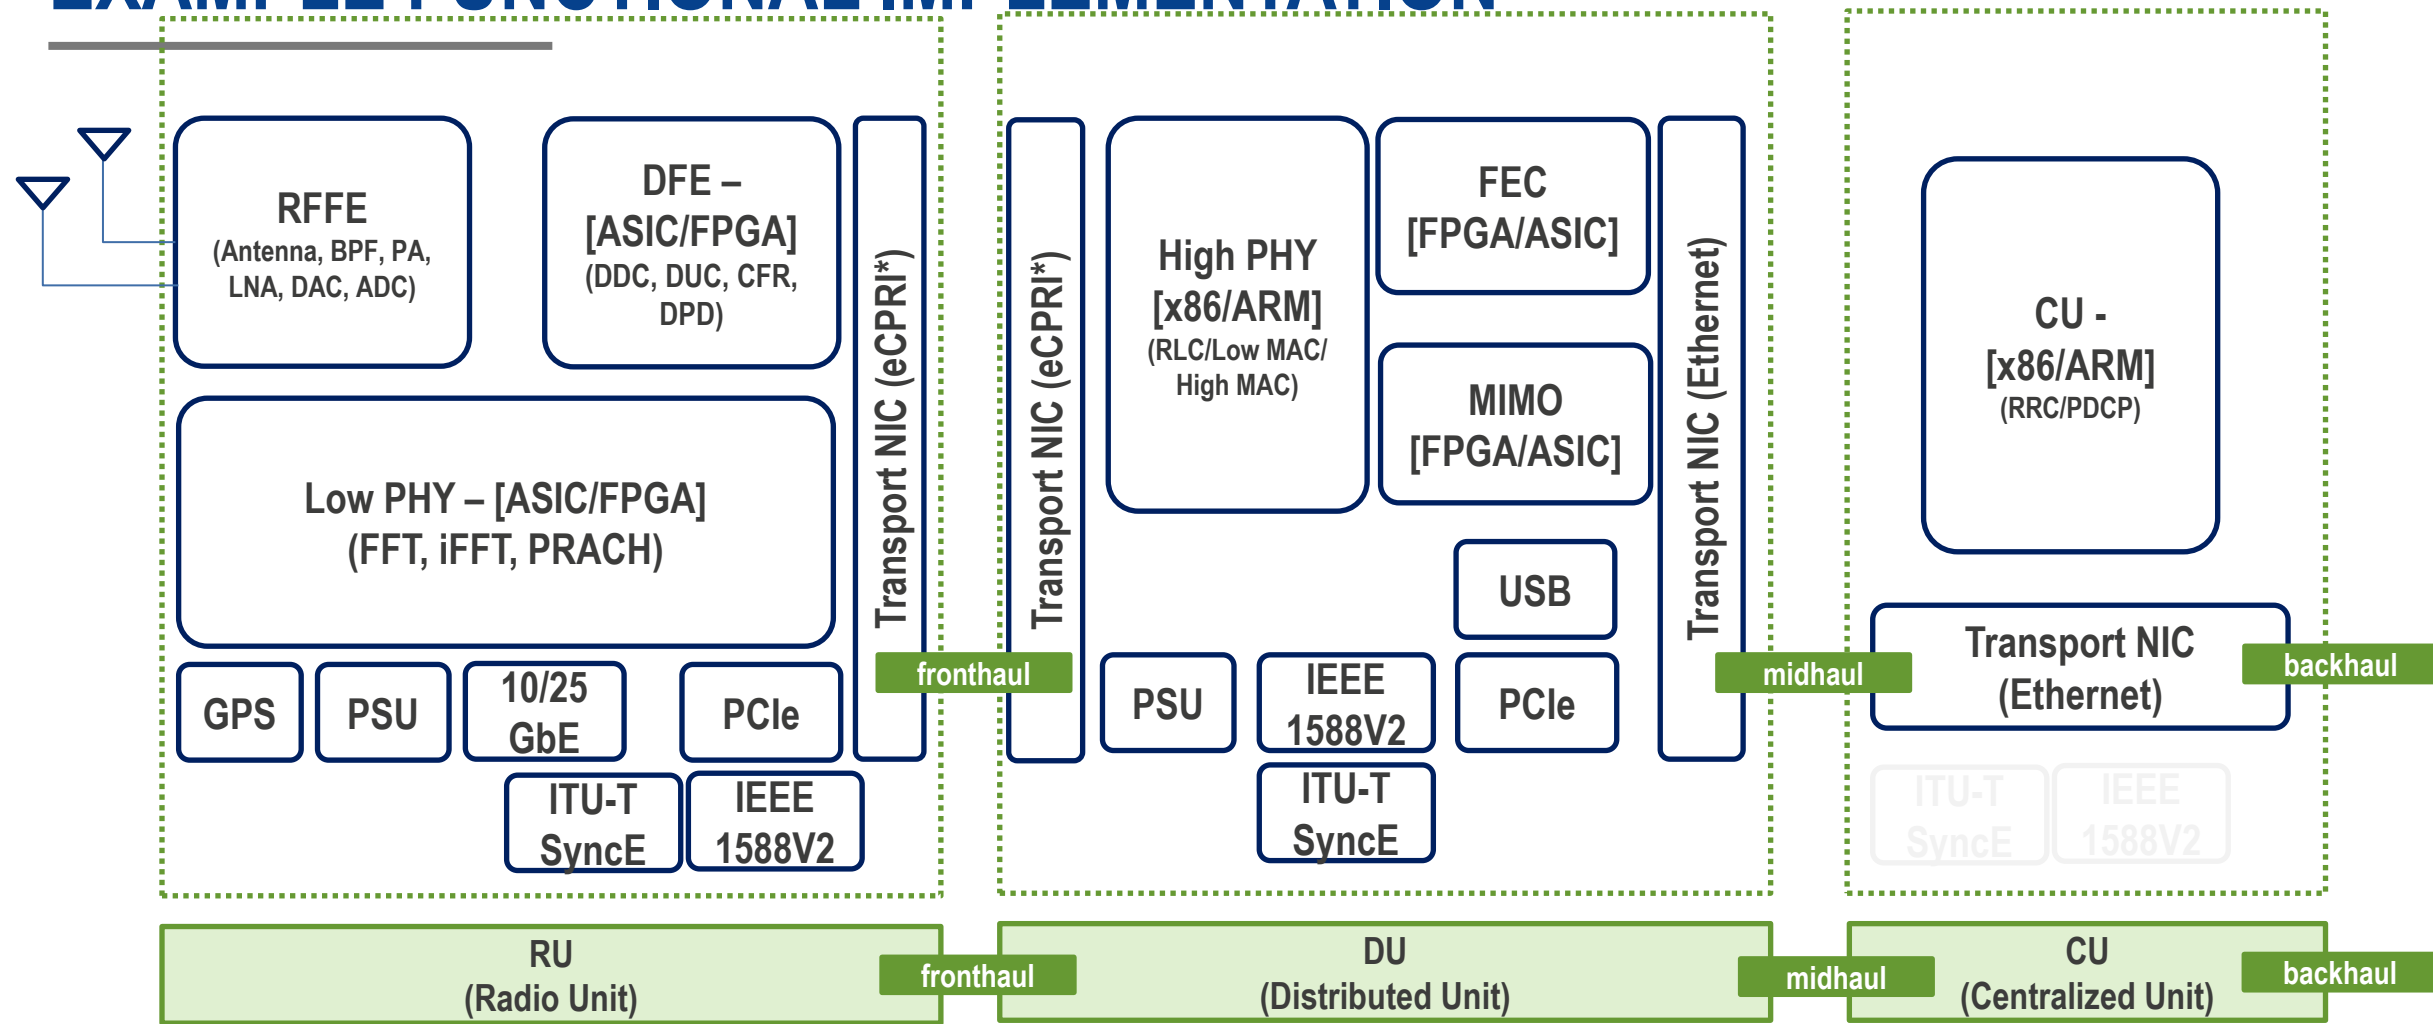 EXAMPLE FUNCTIONAL IMPLEMENTATION
RFFE
(Antenna, BPF, PA,
LNA, DAC, ADC)
DFE –
[ASIC/FPGA]
(DDC, DUC, CFR,
DPD)
Low PHY – [ASIC/FPGA]
(FFT, iFFT, PRACH)
GPS
PSU
10/25
GbE
PCIe
ITU-T
SyncE
IEEE
1588V2
Transport NIC (eCPRI*)
fronthaul
Transport NIC (eCPRI*)
High PHY
[x86/ARM]
(RLC/Low MAC/
High MAC)
FEC
[FPGA/ASIC]
MIMO
[FPGA/ASIC]
USB
PSU
IEEE
1588V2
PCIe
ITU-T
SyncE
Transport NIC (Ethernet)
midhaul
CU -
[x86/ARM]
(RRC/PDCP)
Transport NIC
(Ethernet)
backhaul
ITU-T
SyncE
IEEE
1588V2
RU
(Radio Unit)
fronthaul
DU
(Distributed Unit)
midhaul
CU
(Centralized Unit)
backhaul